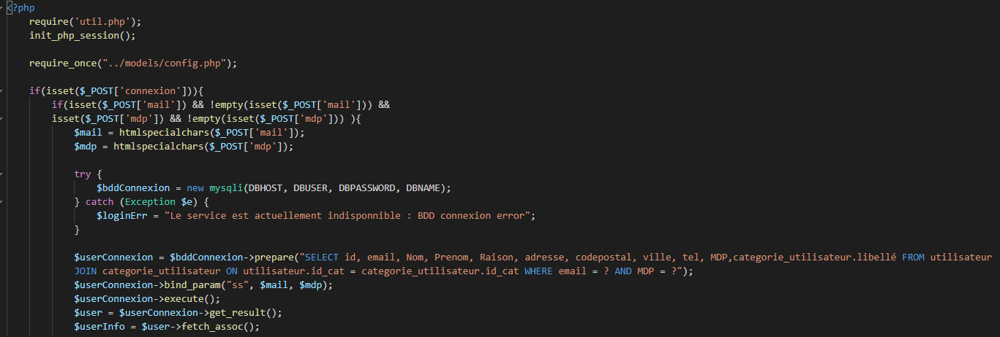 <?php
require('util.php');
init_php_session();
require_once("../models/config.php");
if(isset($_POST['connexion'])){
if(isset($_POST['mail']) && !empty(isset($_POST['mail'])) &&
isset($_POST['mdp']) && !empty(isset($_POST['mdp'])) ){
$mail = htmlspecialchars($_POST['mail']);
$mdp = htmlspecialchars($_POST['mdp']);
try {
$bddConnexion = new mysqli(DBHOST, DBUSER, DBPASSWORD, DBNAME);
} catch (Exception $e) {
$loginErr = "Le service est actuellement indisponnible : BDD connexion error";
}
$userConnexion = $bddConnexion->prepare("SELECT id, email, Nom, Prenom, Raison, adresse, codepostal, ville, tel, MDP,categorie_utilisateur.libellé FROM utilisateur
JOIN categorie_utilisateur ON utilisateur.id_cat = categorie_utilisateur.id_cat WHERE email = ? AND MDP = ?");
$userConnexion->bind_param("ss", $mail, $mdp);
$userConnexion->execute();
$user = $userConnexion->get_result();
$userInfo = $user->fetch_assoc();